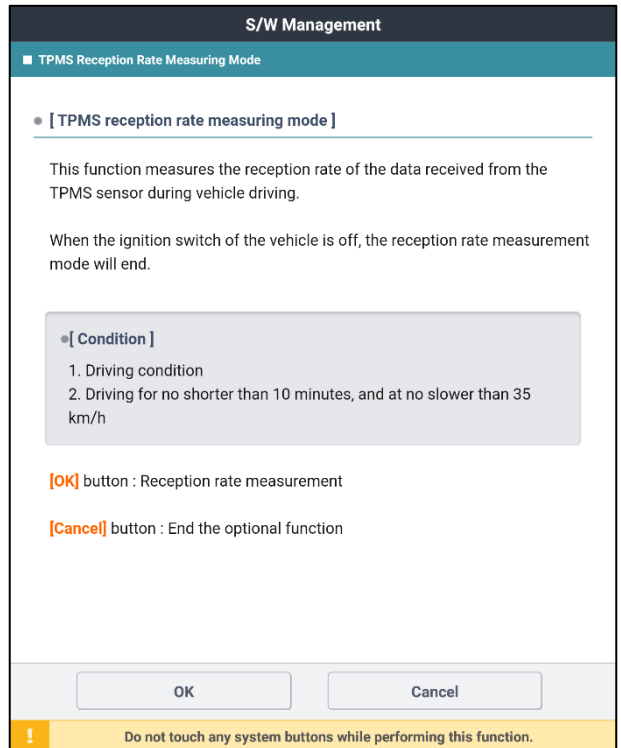 S/W Management
TPMS Reception Rate Measuring Mode
[ TPMS reception rate measuring mode ]
This function measures the reception rate of the data received from the
TPMS sensor during vehicle driving.
When the ignition switch of the vehicle is off, the reception rate measurement
mode will end.
[ Condition ]
1. Driving condition
2. Driving for no shorter than 10 minutes, and at no slower than 35
km/h
[OK] button : Reception rate measurement
[Cancel] button : End the optional function
OK
Cancel
! Do not touch any system buttons while performing this function.